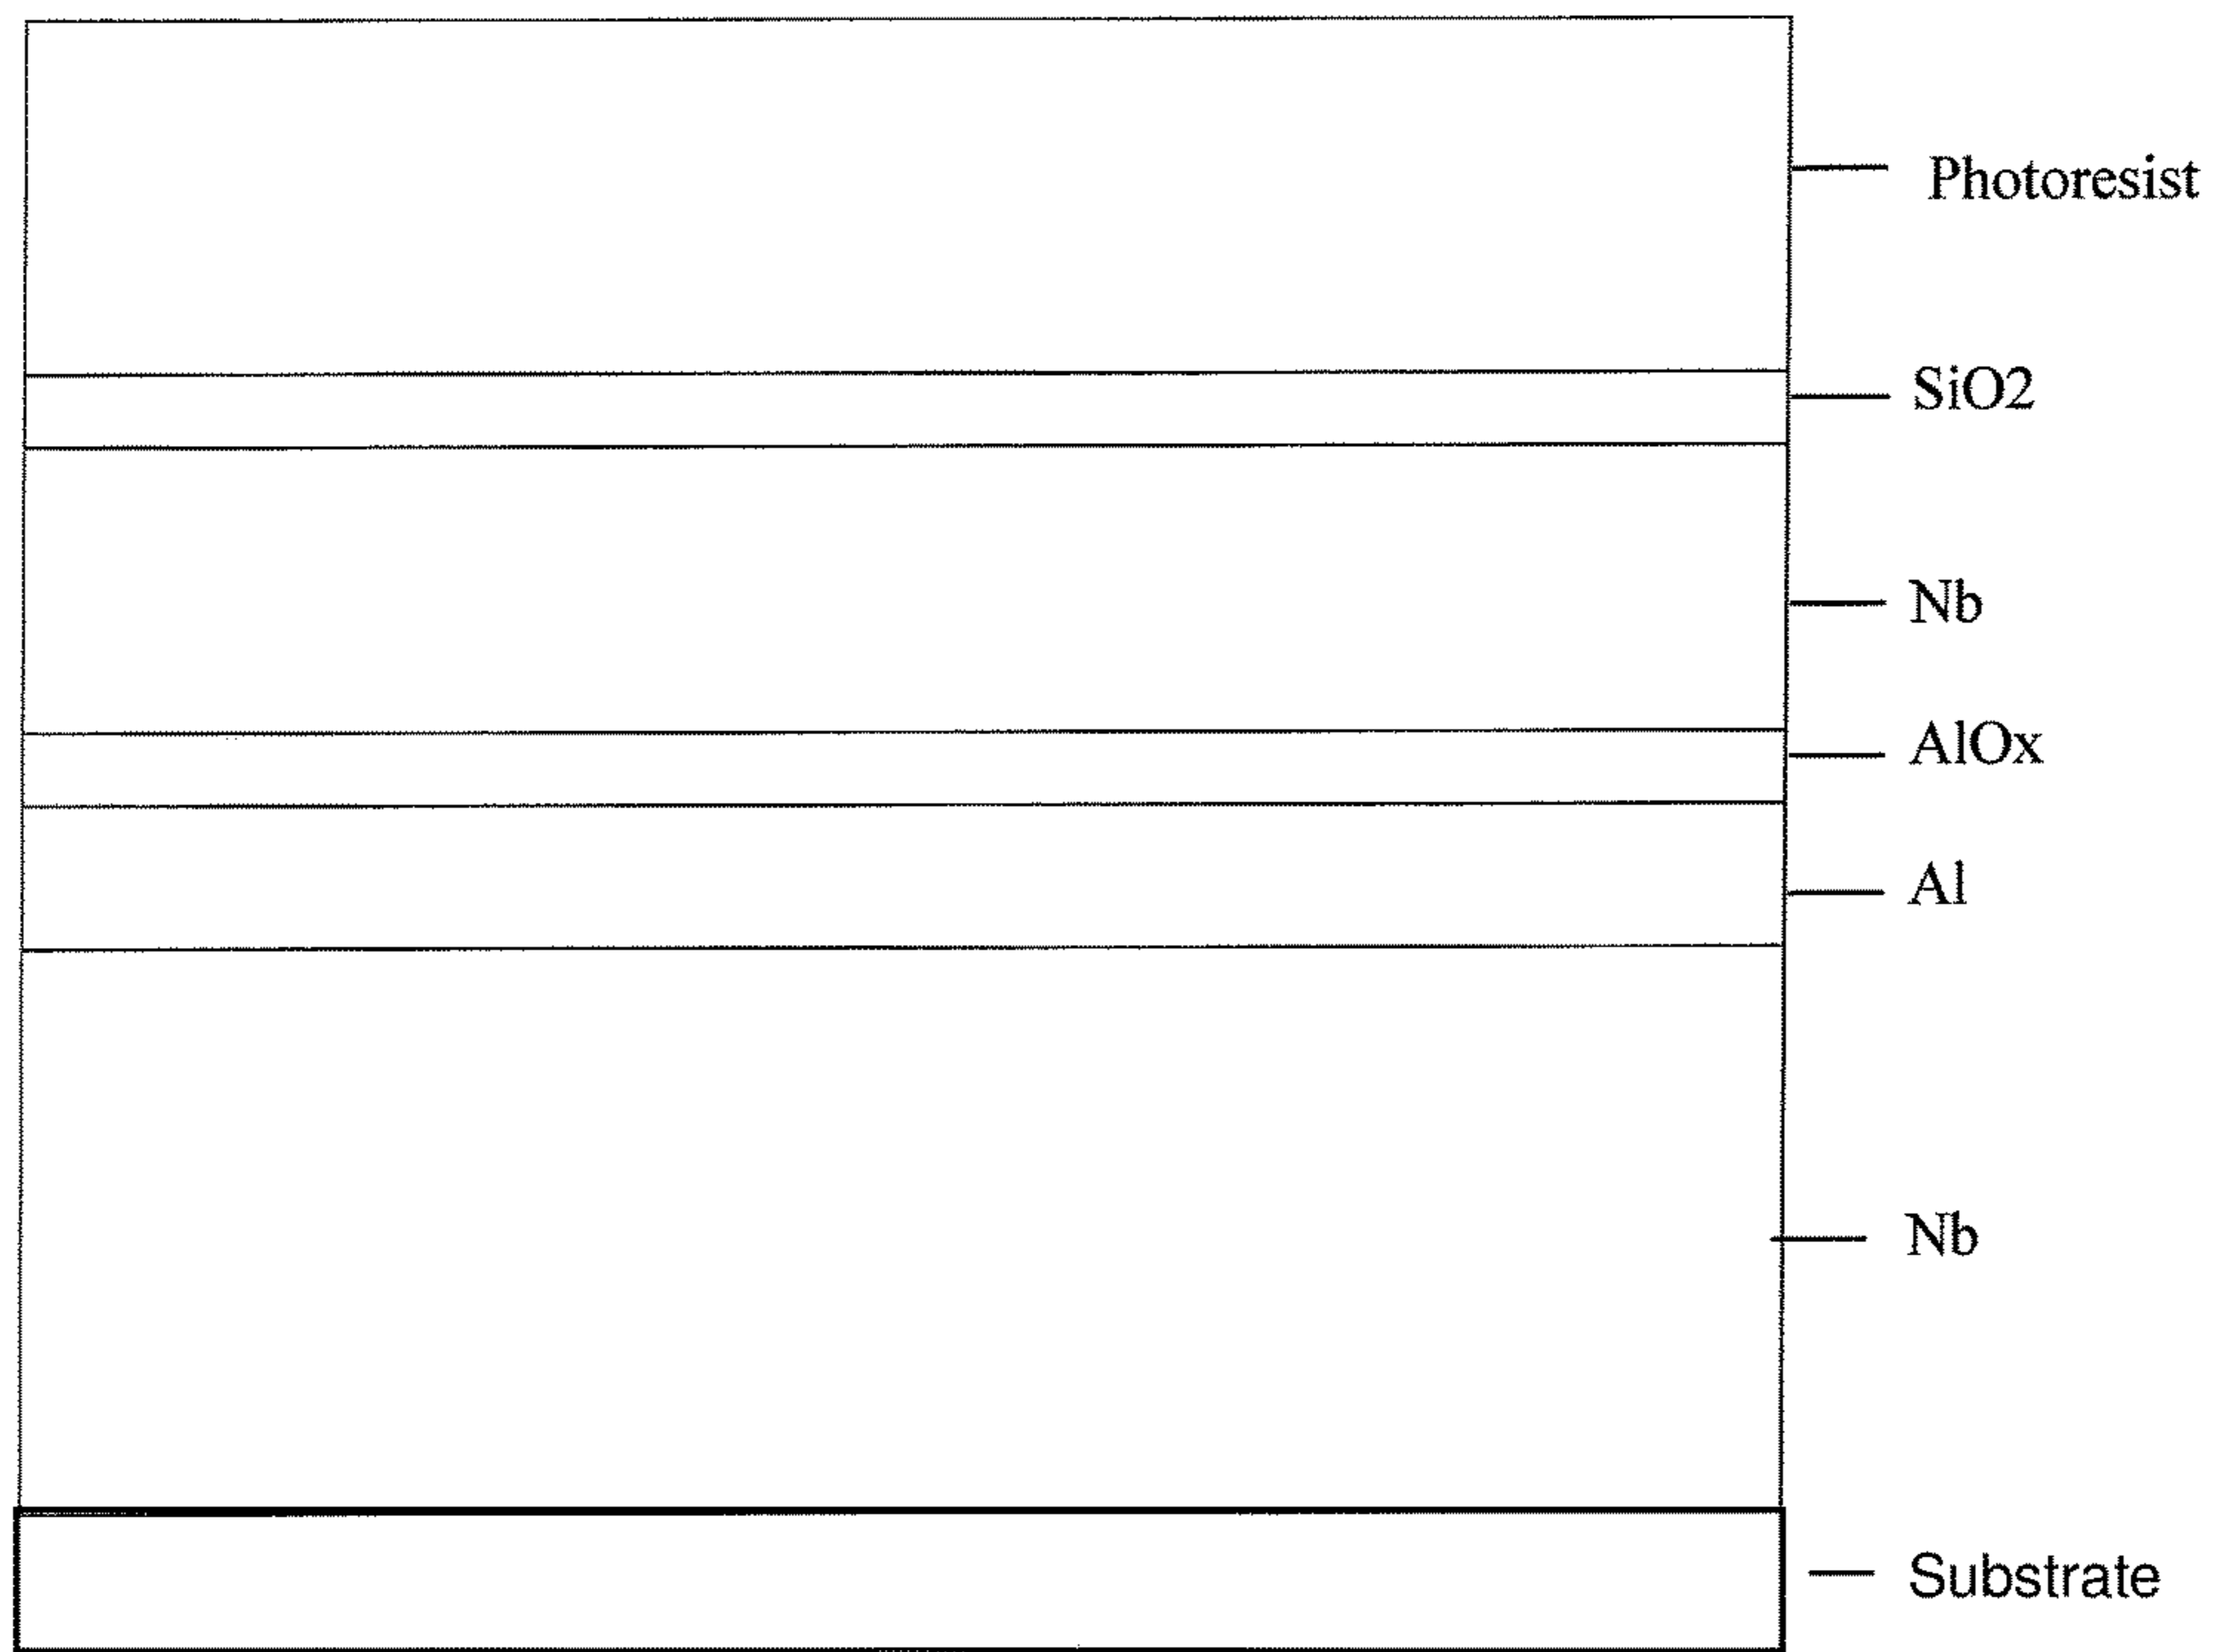 Photoresist
SiO2
Nb
AlOx
Al
Nb
Substrate